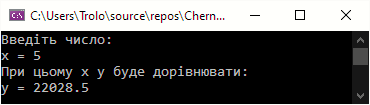 C:\Users\Trolo\source\repos\Chern...
Введіть число:
x = 5
При цьому х у буде дорівнювати:
y = 22028.5